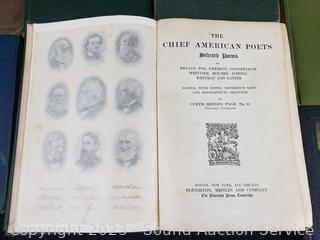 THE
CHIEF AMERICAN POETS
Selected Poems
BY
BRYANT, POE, EMERSON, LONGFELLOW
WHITTIER, HOLMES, LOWELL
WHITMAN AND LANIER
EDITED, WITH NOTES, REFERENCE LISTS
AND BIOGRAPHICAL SKETCHES
BY
CURTIS HIDDEN PAGE, Ph.D.
BOSTON, NEW YORK, AND CHICAGO
HOUGHTON, MIFFLIN AND COMPANY
The Riverside Press, Cambridge
Copyright 2023 - Sound Auction Service